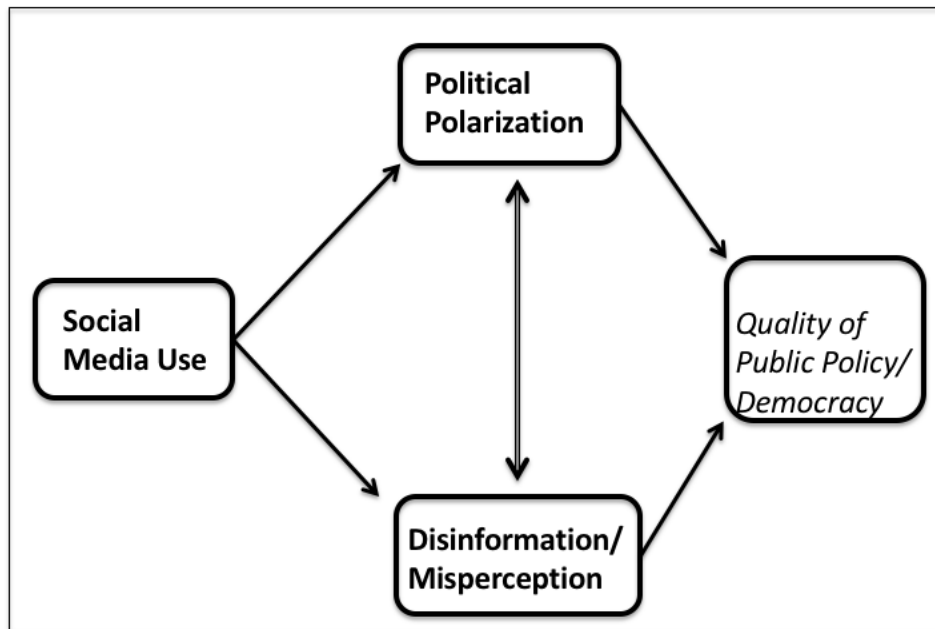 Political
Polarization
Social
Media Use
Quality of
Public Policy/
Democracy
Disinformation/
Misperception